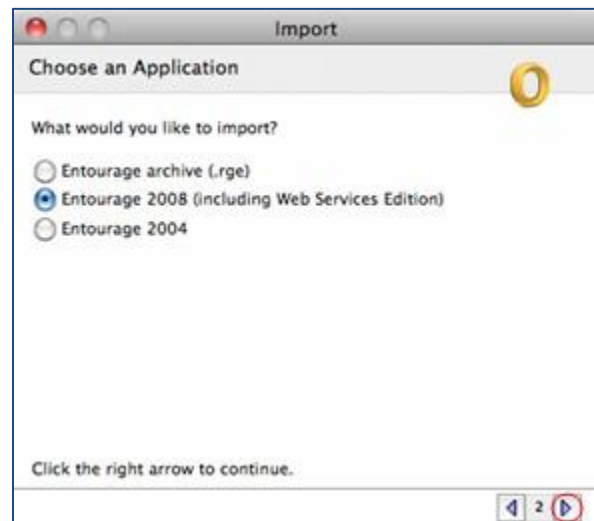 Import
Choose an Application
What would you like to import?
Entourage archive (.rge)
Entourage 2008 (including Web Services Edition)
Entourage 2004
Click the right arrow to continue.
2